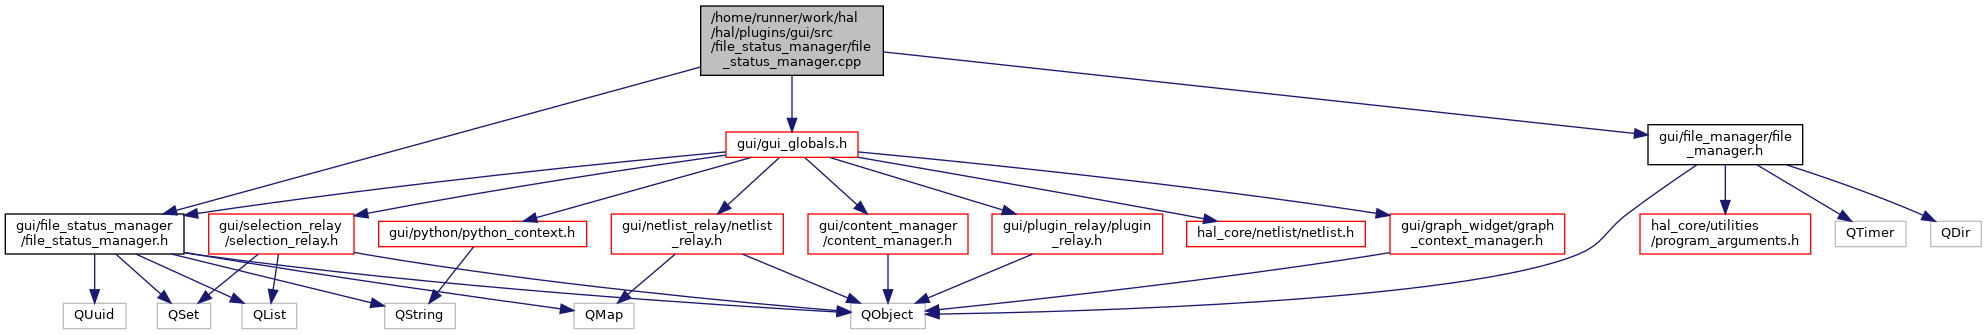 /home/runner/work/hal
/hal/plugins/gui/src
/file_status_manager/file
_status_manager.cpp
gui/gui_globals.h
gui/file_manager/file
_manager.h
gui/file_status_manager
/file_status_manager.h
gui/selection_relay
/selection_relay.h
gui/python/python_context.h
gui/netlist_relay/netlist
_relay.h
gui/content_manager
/content_manager.h
gui/plugin_relay/plugin
_relay.h
hal_core/netlist/netlist.h
gui/graph_widget/graph
_context_manager.h
hal_core/utilities
/program_arguments.h
QTimer
QDir
QUuid
QSet
QList
QString
QMap
QObject